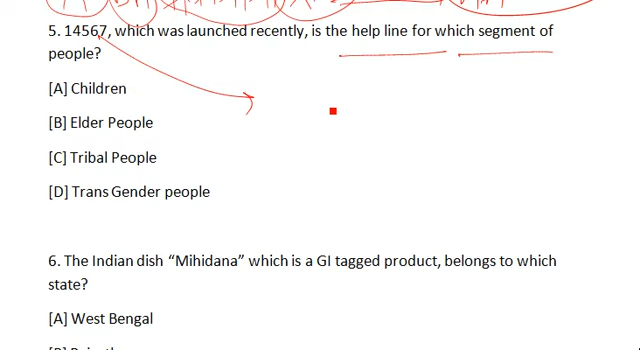 5. 14567, which was launched recently, is the help line for which segment of
people?
[A] Children
[B] Elder People
[C] Tribal People
[D] Trans Gender people
6. The Indian dish “Mihidana” which is a GI tagged product, belongs to which
state?
[A] West Bengal